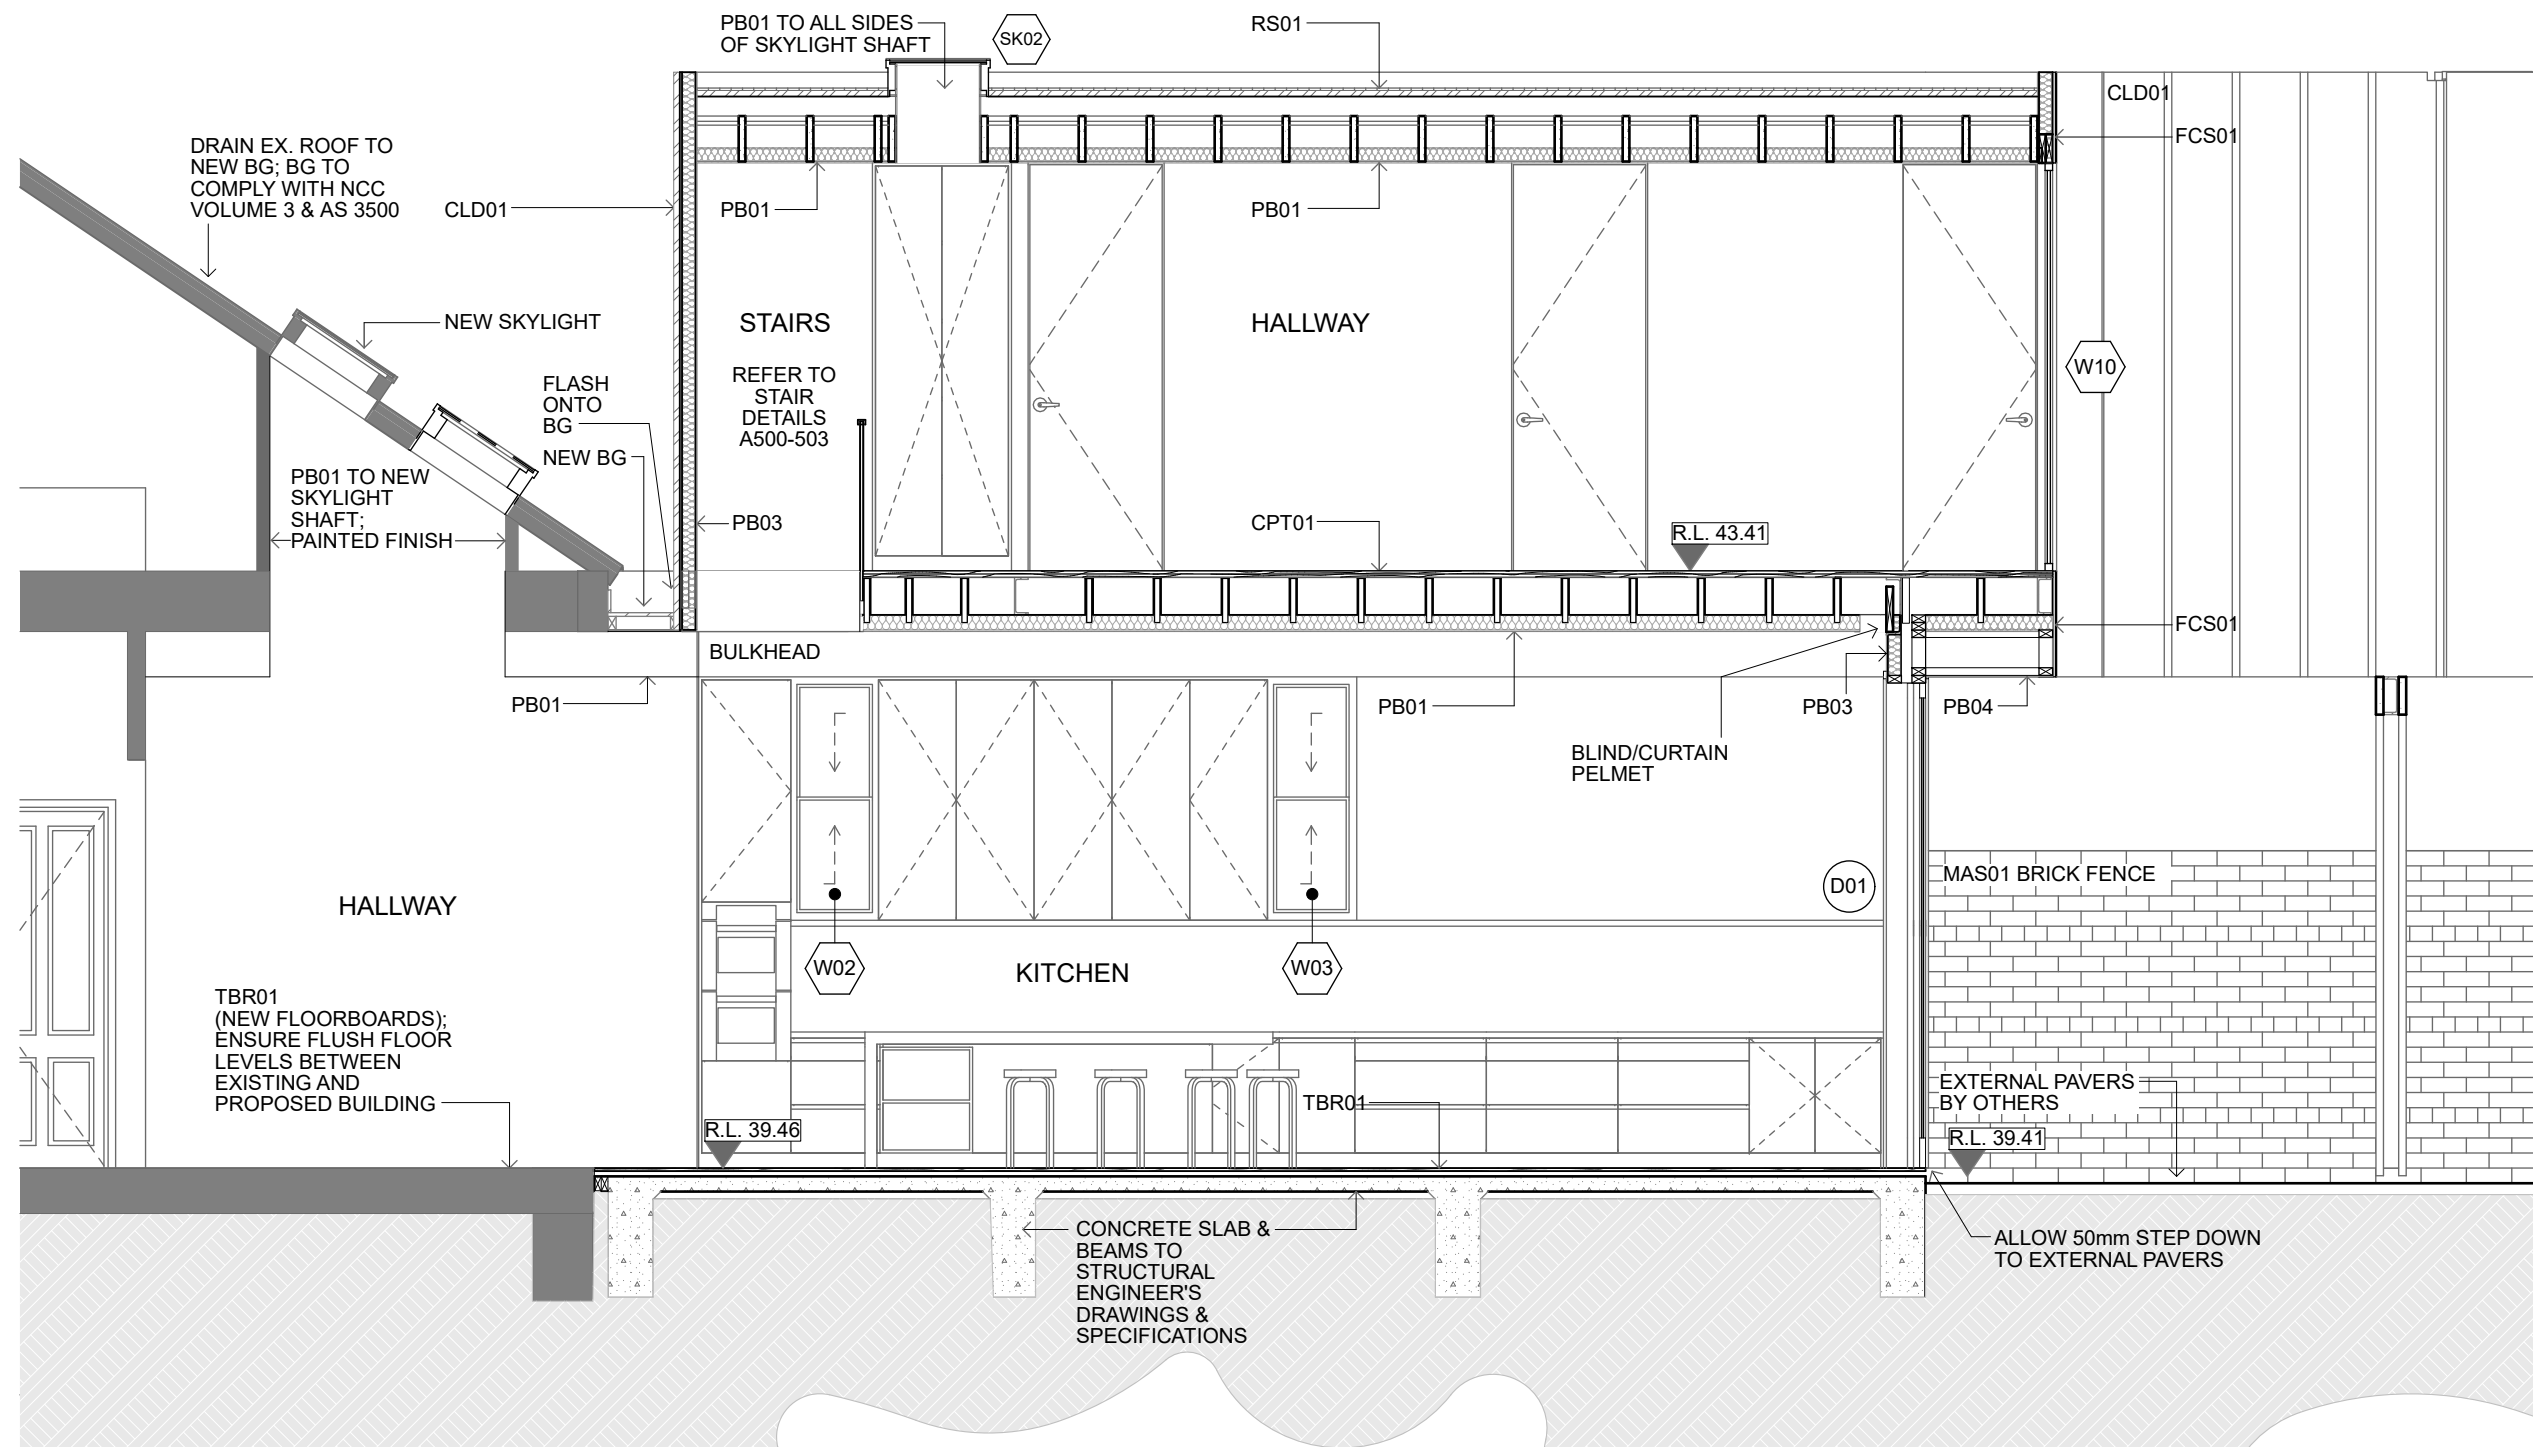 PB01 TO ALL SIDES
OF SKYLIGHT SHAFT
SK02
RS01
CLD01
FCS01
DRAIN EX. ROOF TO
NEW BG; BG TO
COMPLY WITH NCC
VOLUME 3 & AS 3500
CLD01
PB01
PB01
NEW SKYLIGHT
STAIRS
HALLWAY
REFER TO
STAIR
DETAILS
A500-503
W10
FLASH
ONTO
BG
NEW BG
PB01 TO NEW
SKYLIGHT
SHAFT;
PAINTED FINISH
PB03
CPT01
R.L. 43.41
FCS01
BULKHEAD
PB01
PB01
PB03
PB04
BLIND/CURTAIN
PELMET
MAS01 BRICK FENCE
D01
HALLWAY
W02
KITCHEN
W03
TBR01
(NEW FLOORBOARDS);
ENSURE FLUSH FLOOR
LEVELS BETWEEN
EXISTING AND
PROPOSED BUILDING
TBR01
EXTERNAL PAVERS
BY OTHERS
R.L. 39.46
R.L. 39.41
CONCRETE SLAB &
BEAMS TO
STRUCTURAL
ENGINEER'S
DRAWINGS &
SPECIFICATIONS
ALLOW 50mm STEP DOWN
TO EXTERNAL PAVERS